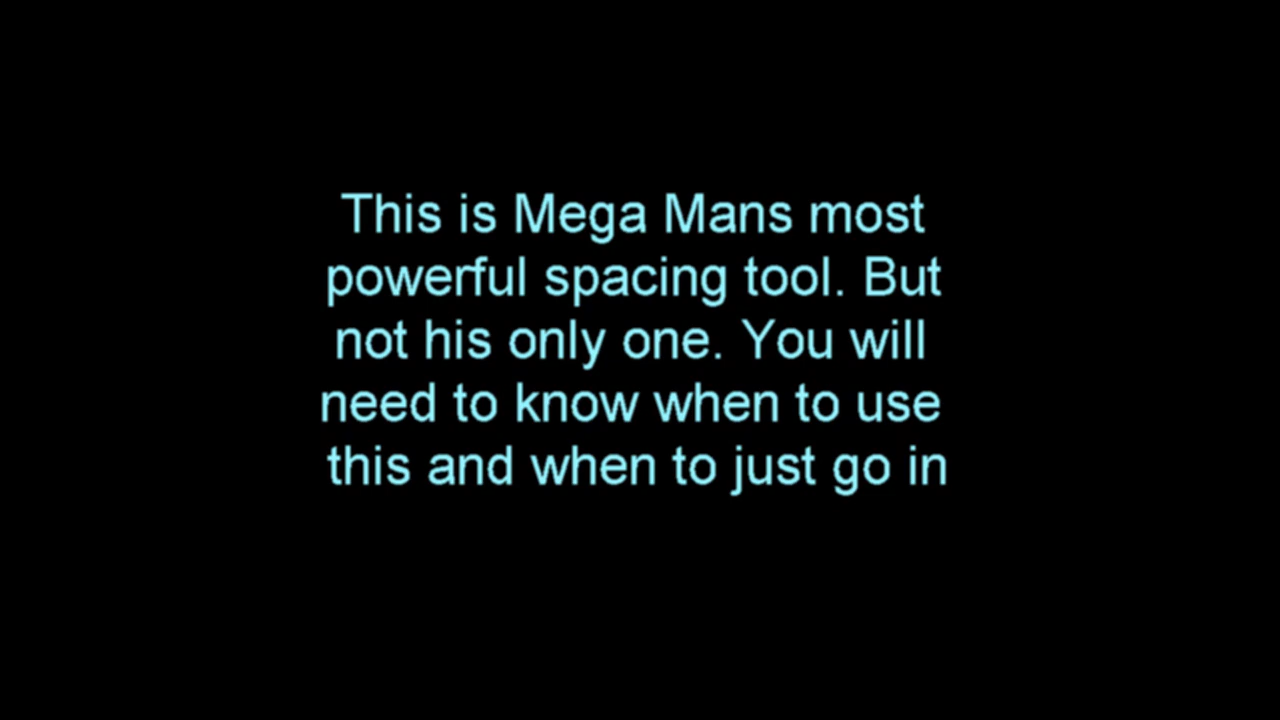 This is Mega Mans most
powerful spacing tool. But
not his only one. You will
need to know when to use
this and when to just go in